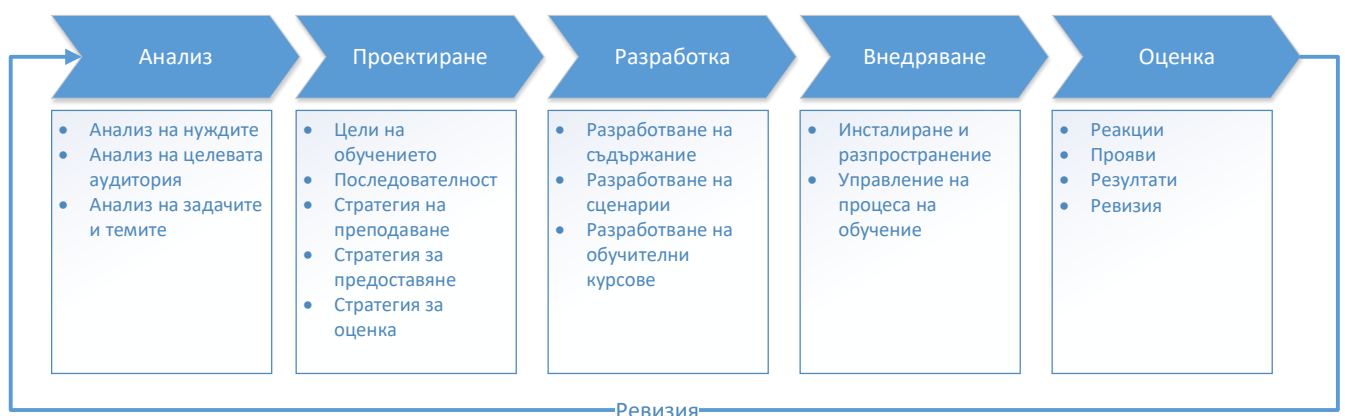 Анализ
Проектиране
Разработка
Внедряване
Оценка
• Анализ на нуждите
• Анализ на целевата
аудитория
• Анализ на задачите
и темите
• Цели на
обучението
• Последователност
• Стратегия на
преподаване
• Стратегия за
предоставяне
• Стратегия за
оценка
• Разработване на
съдържание
• Разработване на
сценарии
• Разработване на
обучителни
курсове
• Инсталиране и
разпространение
• Управление на
процеса на
обучение
• Реакции
• Прояви
• Резултати
• Ревизия
Ревизия